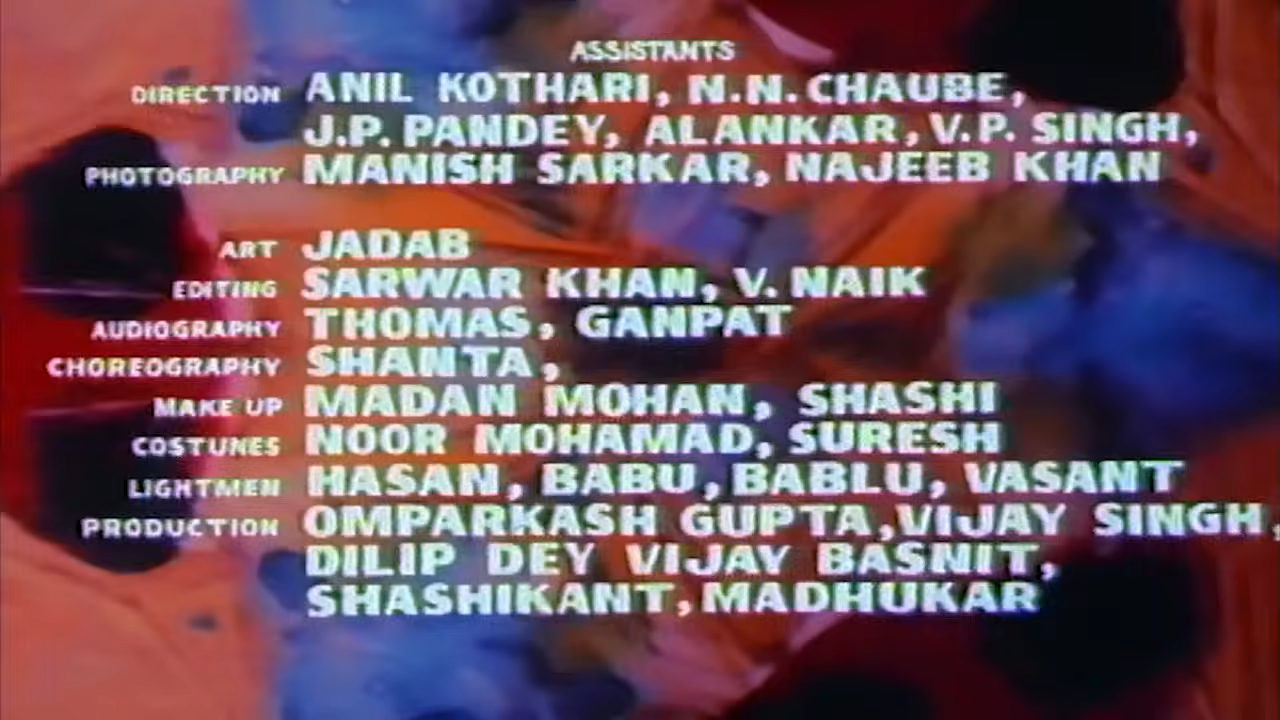 ASSISTANTS
DIRECTION ANIL KOTHARI, N.N. CHAUBE,
J.P. PANDEY, ALANKAR, V.P. SINGH,
PHOTOGRAPHY MANISH SARKAR, NAJEEB KHAN
ART JADAB
EDITING SARWAR KHAN, V. NAIK
AUDIOGRAPHY THOMAS, GANPAT
CHOREOGRAPHY SHANTA,
MAKE UP MADAN MOHAN, SHASHI
COSTUNES NOOR MOHAMAD, SURESH
LIGHTMEN HASAN, BABU, BABLU, VASANT
PRODUCTION OMPARKASH GUPTA, VIJAY SINGH,
DILIP DEY VIJAY BASNIT,
SHASHIKANT, MADHUKAR